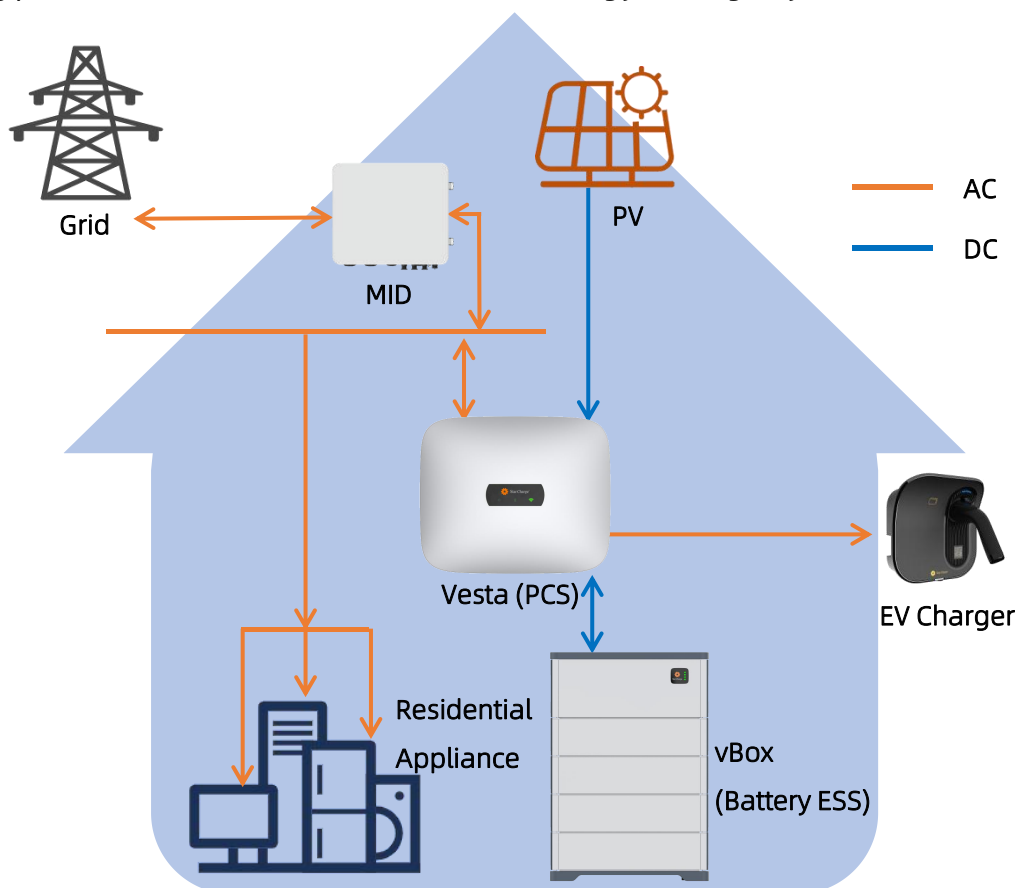 Grid
MID
PV
AC
DC
Vesta (PCS)
EV Charger
Residential
Appliance
vBox
(Battery ESS)